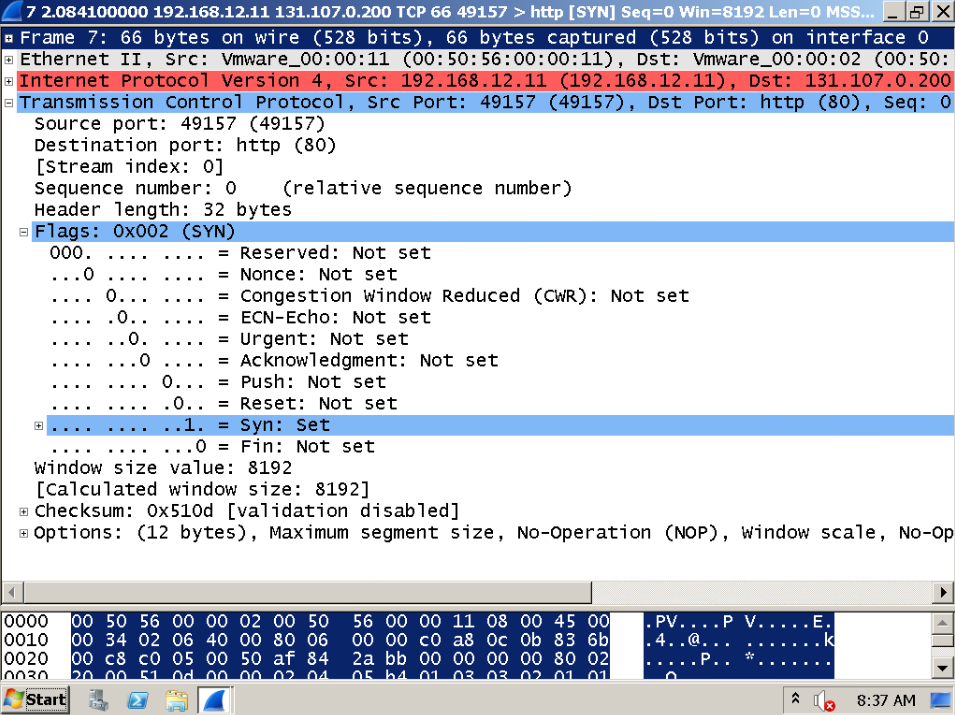 7 2.084100000 192.168.12.11 131.107.0.200 TCP 66 49157 > http [SYN] Seq=0 Win=8192 Len=0 MSS...
Frame 7: 66 bytes on wire (528 bits), 66 bytes captured (528 bits) on interface 0
Ethernet II, Src: Vmware_00:00:11 (00:50:56:00:00:11), Dst: Vmware_00:00:02 (00:50:
Internet Protocol Version 4, Src: 192.168.12.11 (192.168.12.11), Dst: 131.107.0.200
Transmission Control Protocol, Src Port: 49157 (49157), Dst Port: http (80), Seq: 0
Source port: 49157 (49157)
Destination port: http (80)
[Stream index: 0]
Sequence number: 0    (relative sequence number)
Header length: 32 bytes
Flags: 0x002 (SYN)
000. .... .... = Reserved: Not set
...0 .... .... = Nonce: Not set
.... 0... .... = Congestion Window Reduced (CWR): Not set
.... .0.. .... = ECN-Echo: Not set
.... ..0. .... = Urgent: Not set
.... ...0 .... = Acknowledgment: Not set
.... .... 0... = Push: Not set
.... .... .0.. = Reset: Not set
.... .... ..1. = Syn: Set
.... .... ...0 = Fin: Not set
Window size value: 8192
[Calculated window size: 8192]
Checksum: 0x510d [validation disabled]
Options: (12 bytes), Maximum segment size, No-Operation (NOP), Window scale, No-Op
0000 00 50 56 00 00 02 00 50 56 00 00 11 08 00 45 00 .PV....P V.....E.
0010 00 34 02 06 40 00 80 06 00 00 c0 a8 0c 0b 83 6b .4..@... .......k
0020 00 c8 c0 05 00 50 af 84 2a bb 00 00 00 00 80 02 .....P.. *.......
0030 20 00 51 0d 00 00 02 04 05 b4 01 03 03 02 01 01
Start 8:37 AM